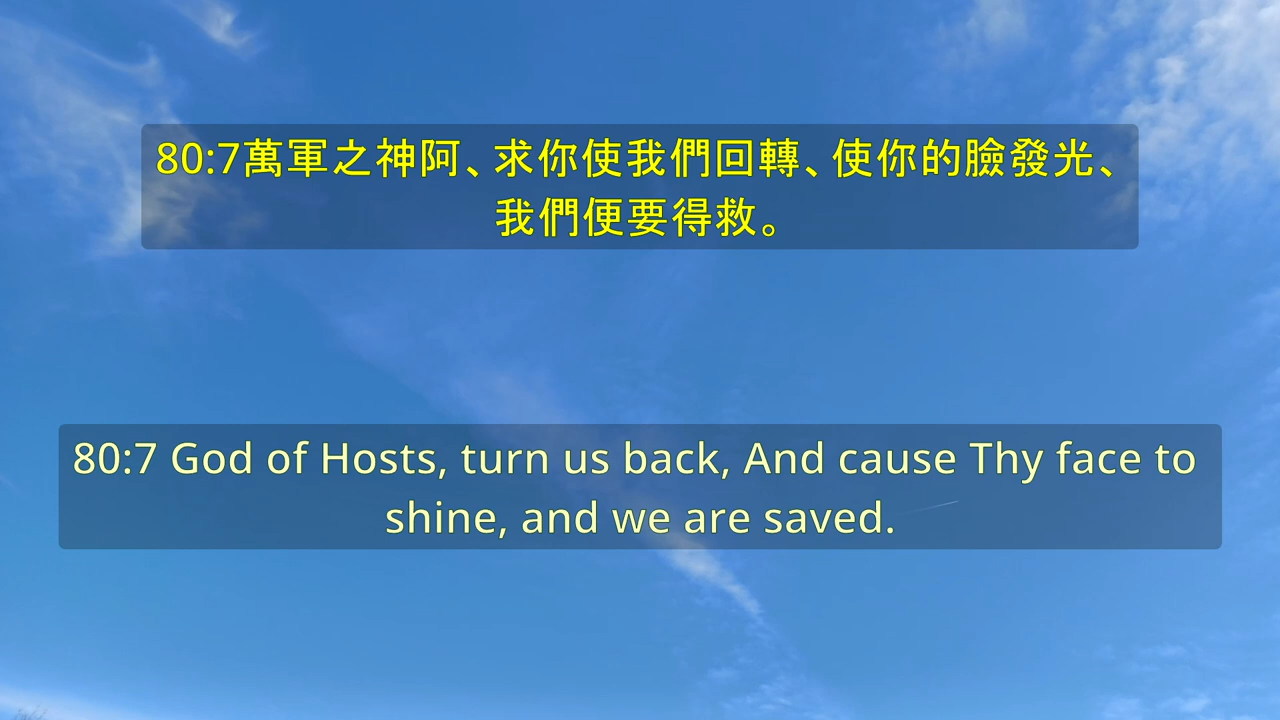 80:7萬軍之神阿、求你使我們回轉、使你的臉發光、
我們便要得救。
80:7 God of Hosts, turn us back, And cause Thy face to
shine, and we are saved.